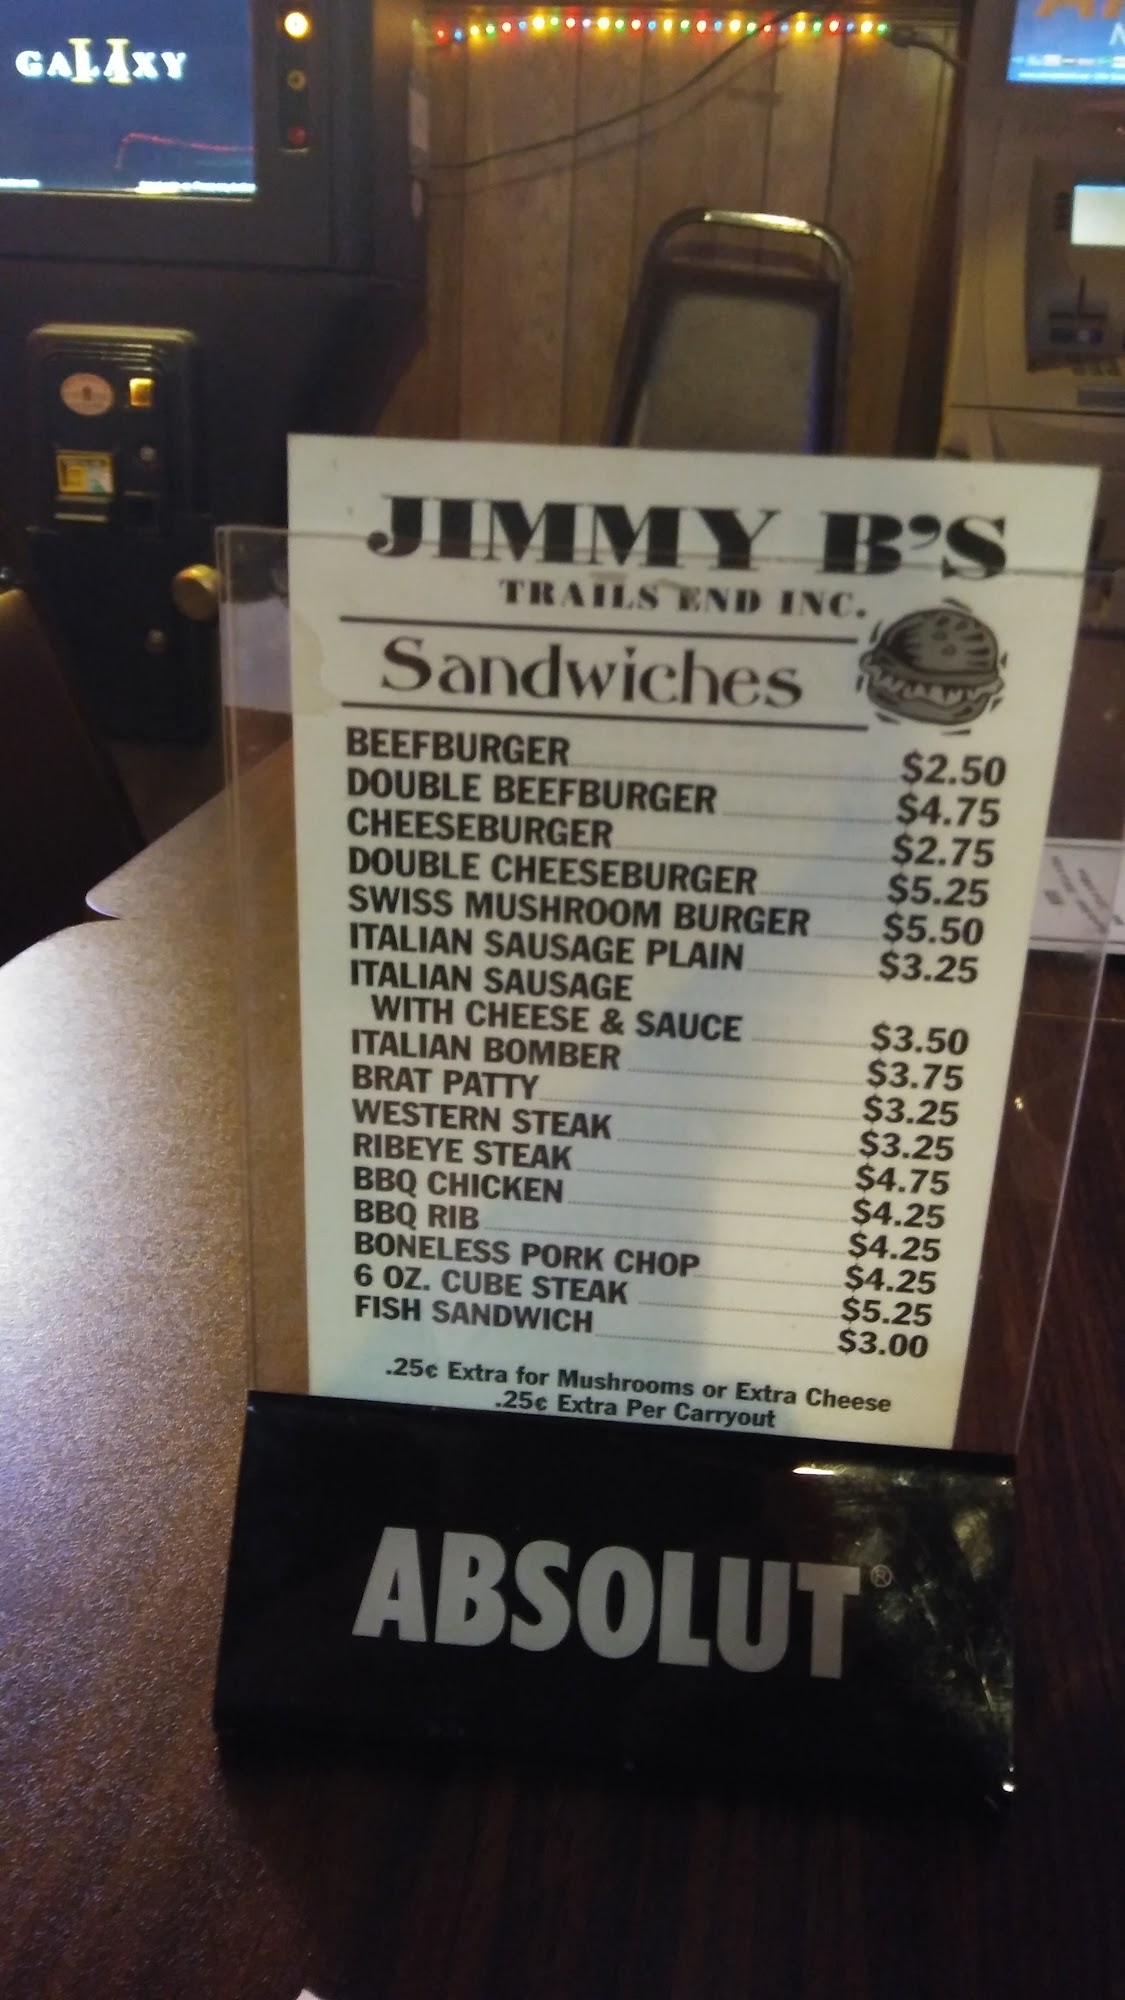 GALAXY
II
JIMMY B'S
TRAILS END INC.
Sandwiches
BEEFBURGER $2.50
DOUBLE BEEFBURGER $4.75
CHEESEBURGER $2.75
DOUBLE CHEESEBURGER $5.25
SWISS MUSHROOM BURGER $5.50
ITALIAN SAUSAGE PLAIN $3.25
ITALIAN SAUSAGE
WITH CHEESE & SAUCE $3.50
ITALIAN BOMBER $3.75
BRAT PATTY $3.25
WESTERN STEAK $3.25
RIBEYE STEAK $4.75
BBQ CHICKEN $4.25
BBQ RIB $4.25
BONELESS PORK CHOP $4.25
6 OZ. CUBE STEAK $5.25
FISH SANDWICH $3.00
.25¢ Extra for Mushrooms or Extra Cheese
.25¢ Extra Per Carryout
ABSOLUT®